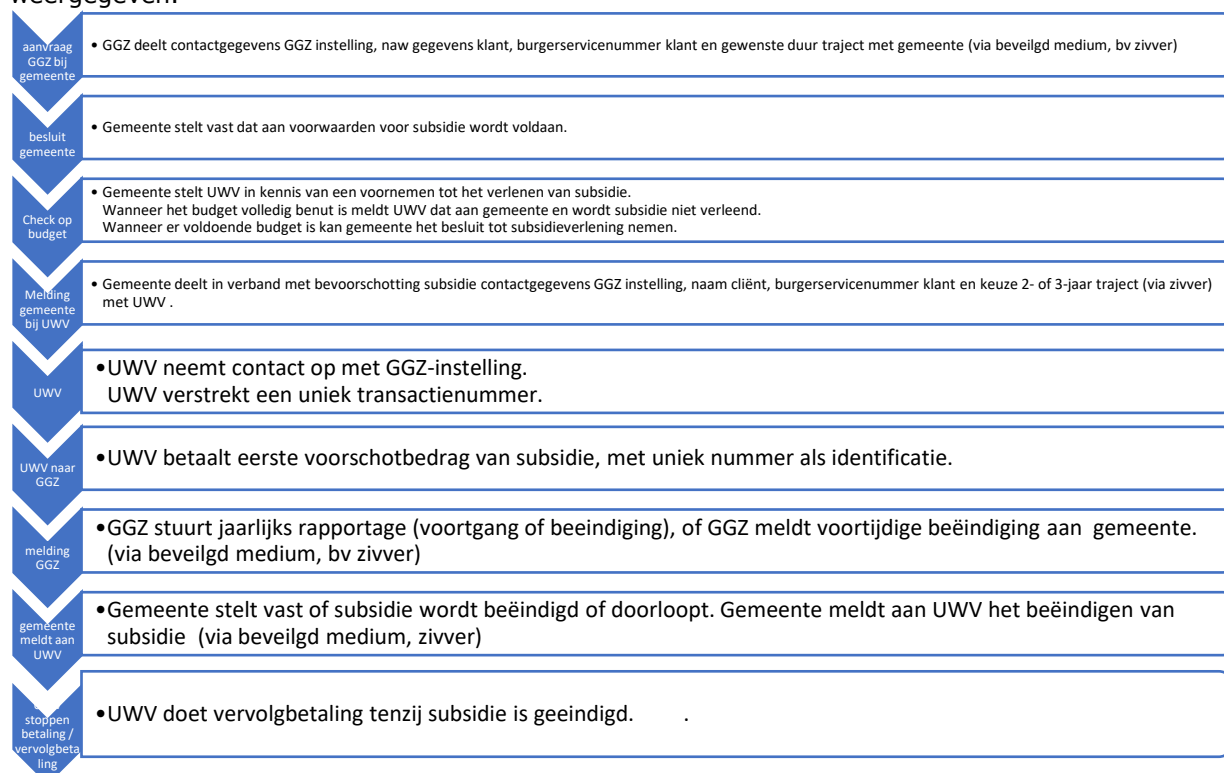 weergegeven:
aanvraag
GGZ bij
gemeente
• GGZ deelt contactgegevens GGZ instelling, naw gegevens klant, burgerservicenummer klant en gewenste duur traject met gemeente (via beveilgd medium, bv zivver)
besluit
gemeente
• Gemeente stelt vast dat aan voorwaarden voor subsidie wordt voldaan.
Check op
budget
• Gemeente stelt UWV in kennis van een voornemen tot het verlenen van subsidie.
Wanneer het budget volledig benut is meldt UWV dat aan gemeente en wordt subsidie niet verleend.
Wanneer er voldoende budget is kan gemeente het besluit tot subsidieverlening nemen.
Melding
gemeente
bij UWV
• Gemeente deelt in verband met bevoorschotting subsidie contactgegevens GGZ instelling, naam cliënt, burgerservicenummer klant en keuze 2- of 3-jaar traject (via zivver)
met UWV .
UWV
•UWV neemt contact op met GGZ-instelling.
UWV verstrekt een uniek transactienummer.
UWV naar
GGZ
•UWV betaalt eerste voorschotbedrag van subsidie, met uniek nummer als identificatie.
melding
GGZ
•GGZ stuurt jaarlijks rapportage (voortgang of beeindiging), of GGZ meldt voortijdige beëindiging aan gemeente.
(via beveilgd medium, bv zivver)
gemeente
meldt aan
UWV
•Gemeente stelt vast of subsidie wordt beëindigd of doorloopt. Gemeente meldt aan UWV het beëindigen van
subsidie (via beveilgd medium, zivver)
stoppen
betaling /
vervolgbeta
ling
•UWV doet vervolgbetaling tenzij subsidie is geeindigd. .